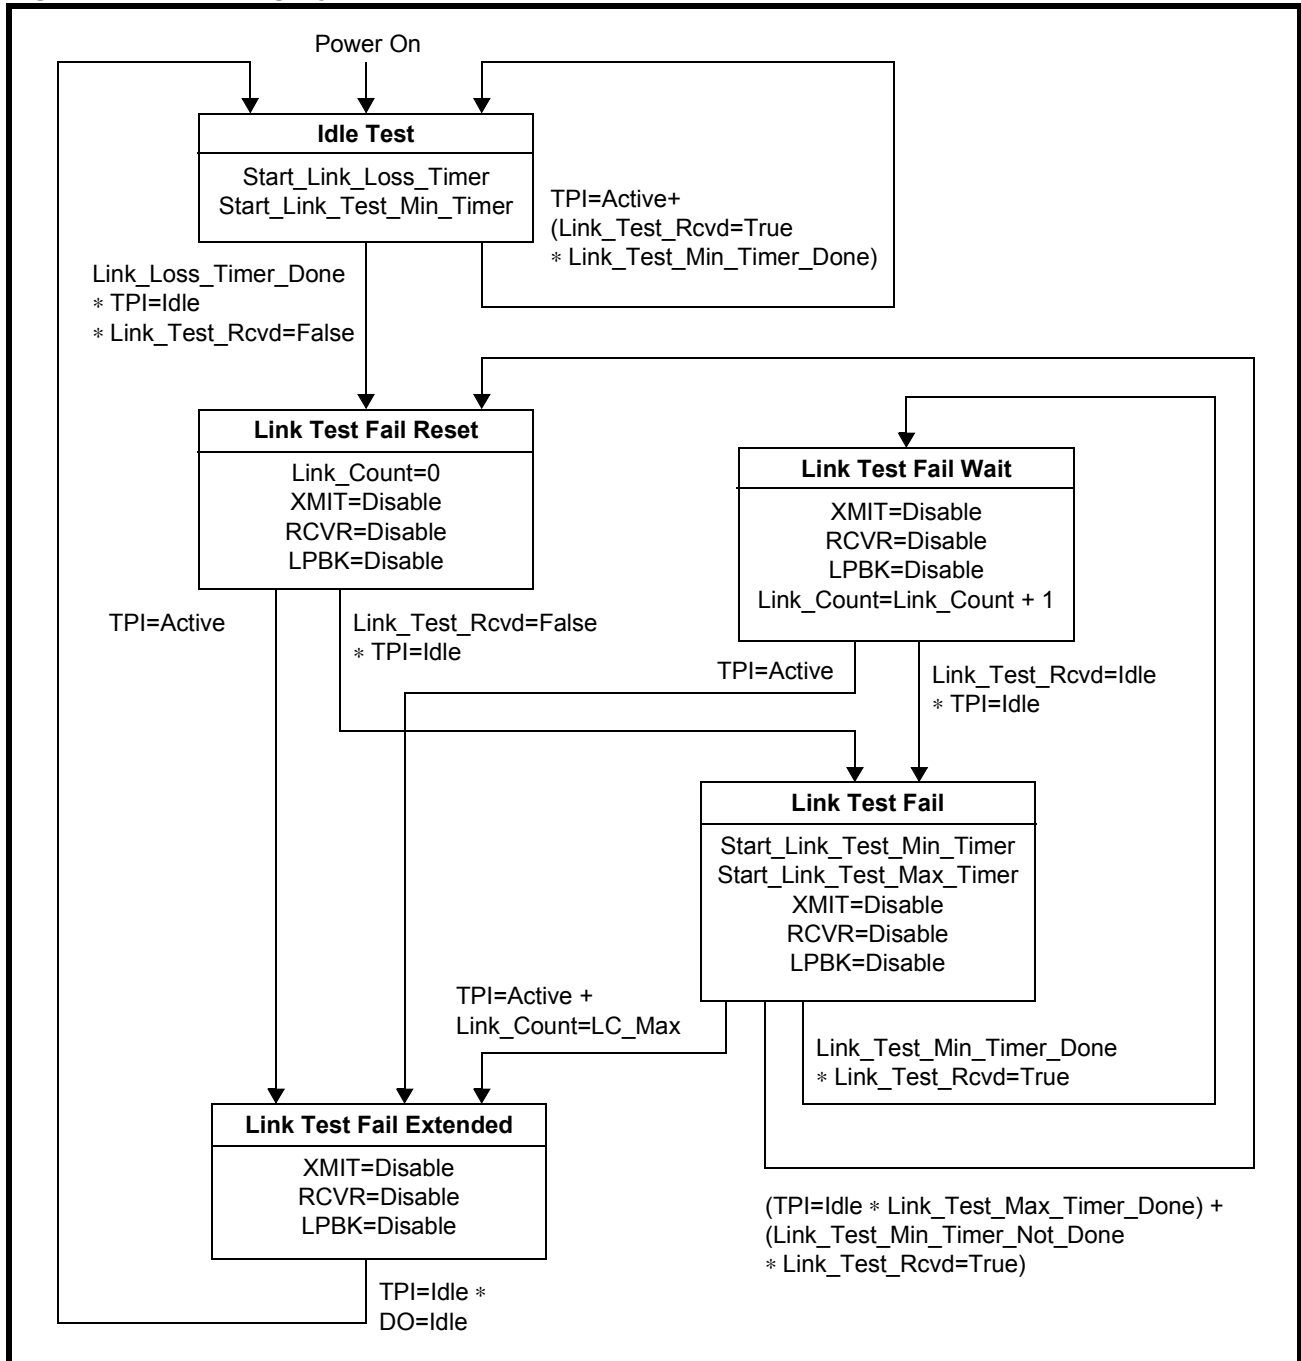 Power On
Idle Test
Start_Link_Loss_Timer
Start_Link_Test_Min_Timer
TPI=Active+
(Link_Test_Rcvd=True
∗ Link_Test_Min_Timer_Done)
Link_Loss_Timer_Done
∗ TPI=Idle
∗ Link_Test_Rcvd=False
Link Test Fail Reset
Link_Count=0
XMIT=Disable
RCVR=Disable
LPBK=Disable
Link Test Fail Wait
XMIT=Disable
RCVR=Disable
LPBK=Disable
Link_Count=Link_Count + 1
TPI=Active
Link_Test_Rcvd=False
∗ TPI=Idle
TPI=Active
Link_Test_Rcvd=Idle
∗ TPI=Idle
Link Test Fail
Start_Link_Test_Min_Timer
Start_Link_Test_Max_Timer
XMIT=Disable
RCVR=Disable
LPBK=Disable
TPI=Active +
Link_Count=LC_Max
Link_Test_Min_Timer_Done
∗ Link_Test_Rcvd=True
Link Test Fail Extended
XMIT=Disable
RCVR=Disable
LPBK=Disable
(TPI=Idle ∗ Link_Test_Max_Timer_Done) +
(Link_Test_Min_Timer_Not_Done
∗ Link_Test_Rcvd=True)
TPI=Idle ∗
DO=Idle